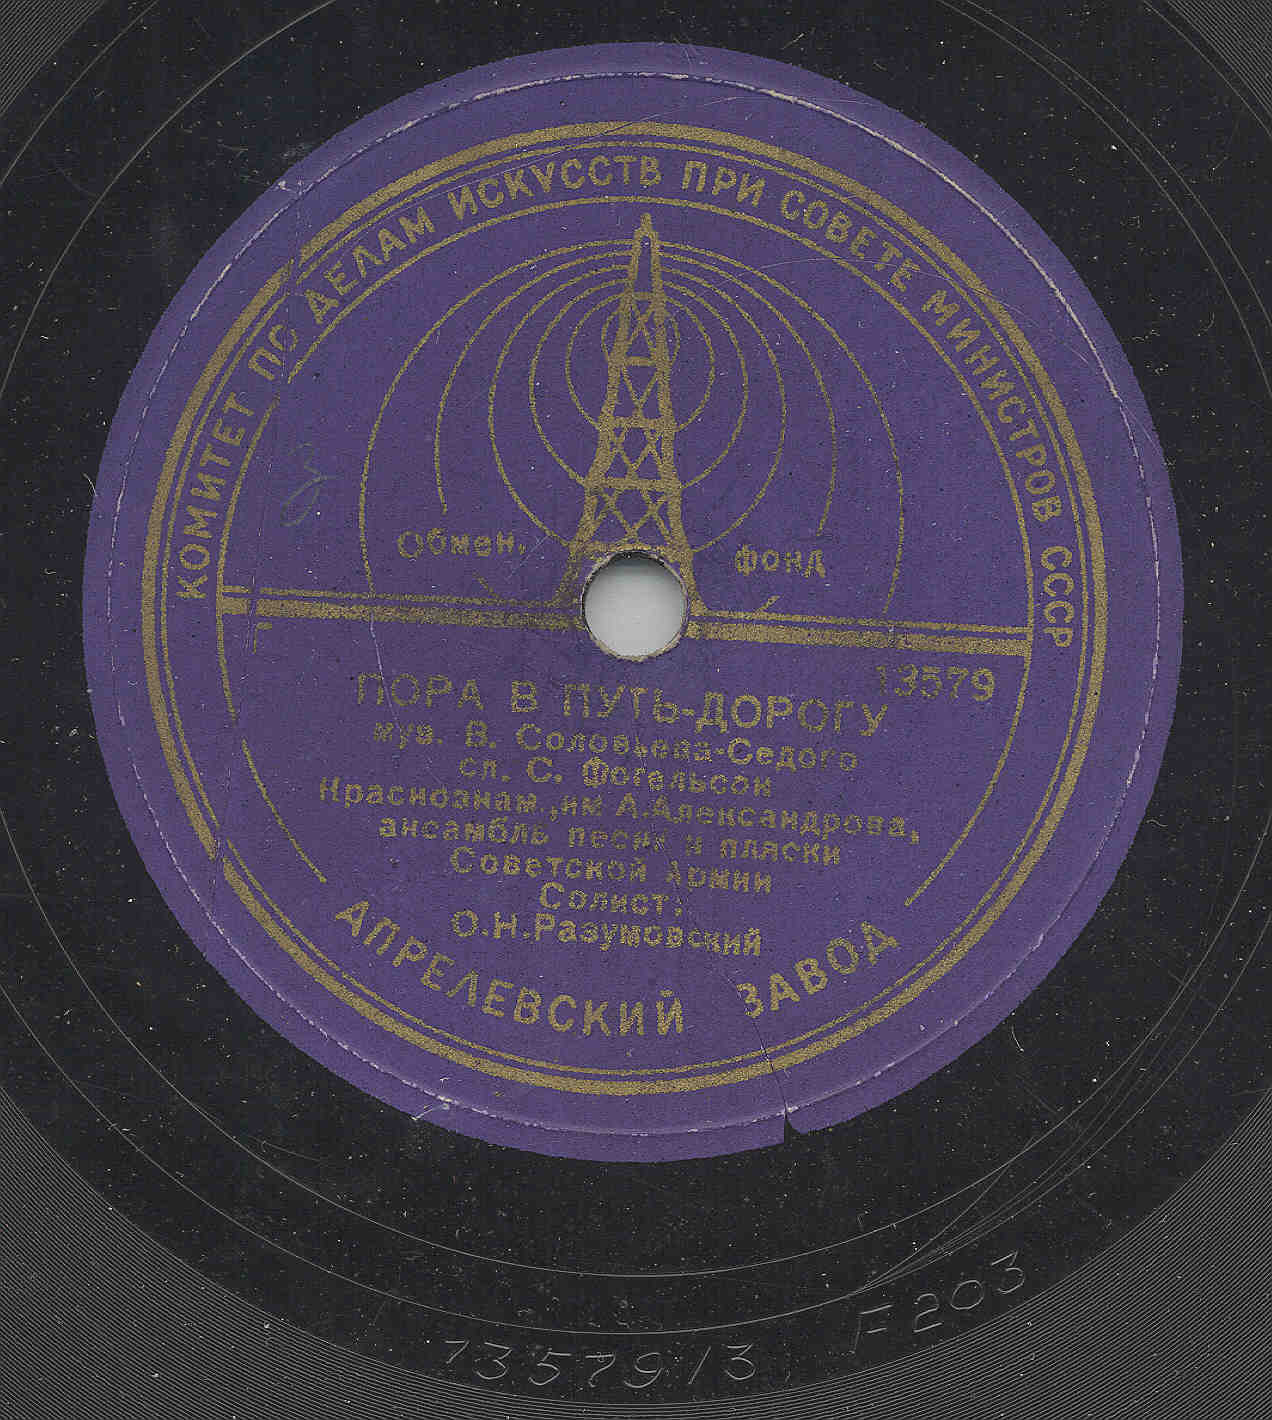 КОМИТЕТ ПО ДЕЛАМ ИСКУССТВ ПРИ СОВЕТЕ МИНИСТРОВ СССР
Обмен. фонд
13579
ПОРА В ПУТЬ-ДОРОГУ
муз. В. Соловьева-Седого
сл. С. Фогельсон
Краснознам.,им А.Александрова,
ансамбль песни и пляски
Советской Армии
Солист:
О.Н.Разумовский
АПРЕЛЕВСКИЙ ЗАВОД
13579/3 F203